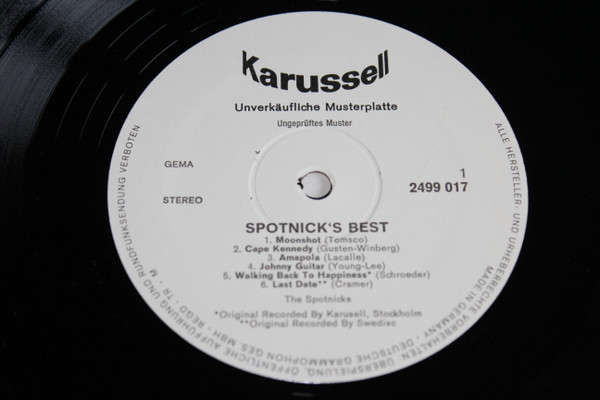 Karussell
Unverkäufliche Musterplatte
Ungeprüftes Muster
GEMA
STEREO
1
2499 017
SPOTNICK'S BEST
1. Moonshot (Tomsco)
2. Cape Kennedy (Gusten-Winberg)
3. Amapola (Lacalle)
4. Johnny Guitar (Young-Lee)
5. Walking Back To Happiness* (Schroeder)
6. Last Date** (Cramer)
The Spotnicks
*Original Recorded By Karusell, Stockholm
**Original Recorded By Swedisc
ALLE HERSTELLER- UND URHEBERRECHTE VORBEHALTEN. ÜBERSPIELUNG, ÖFFENTLICHE AUFFÜHRUNG UND RUNDFUNKSENDUNG VERBOTEN
MADE IN GERMANY · DEUTSCHE GRAMMOPHON GES. MBH · REGD. · TR. · M